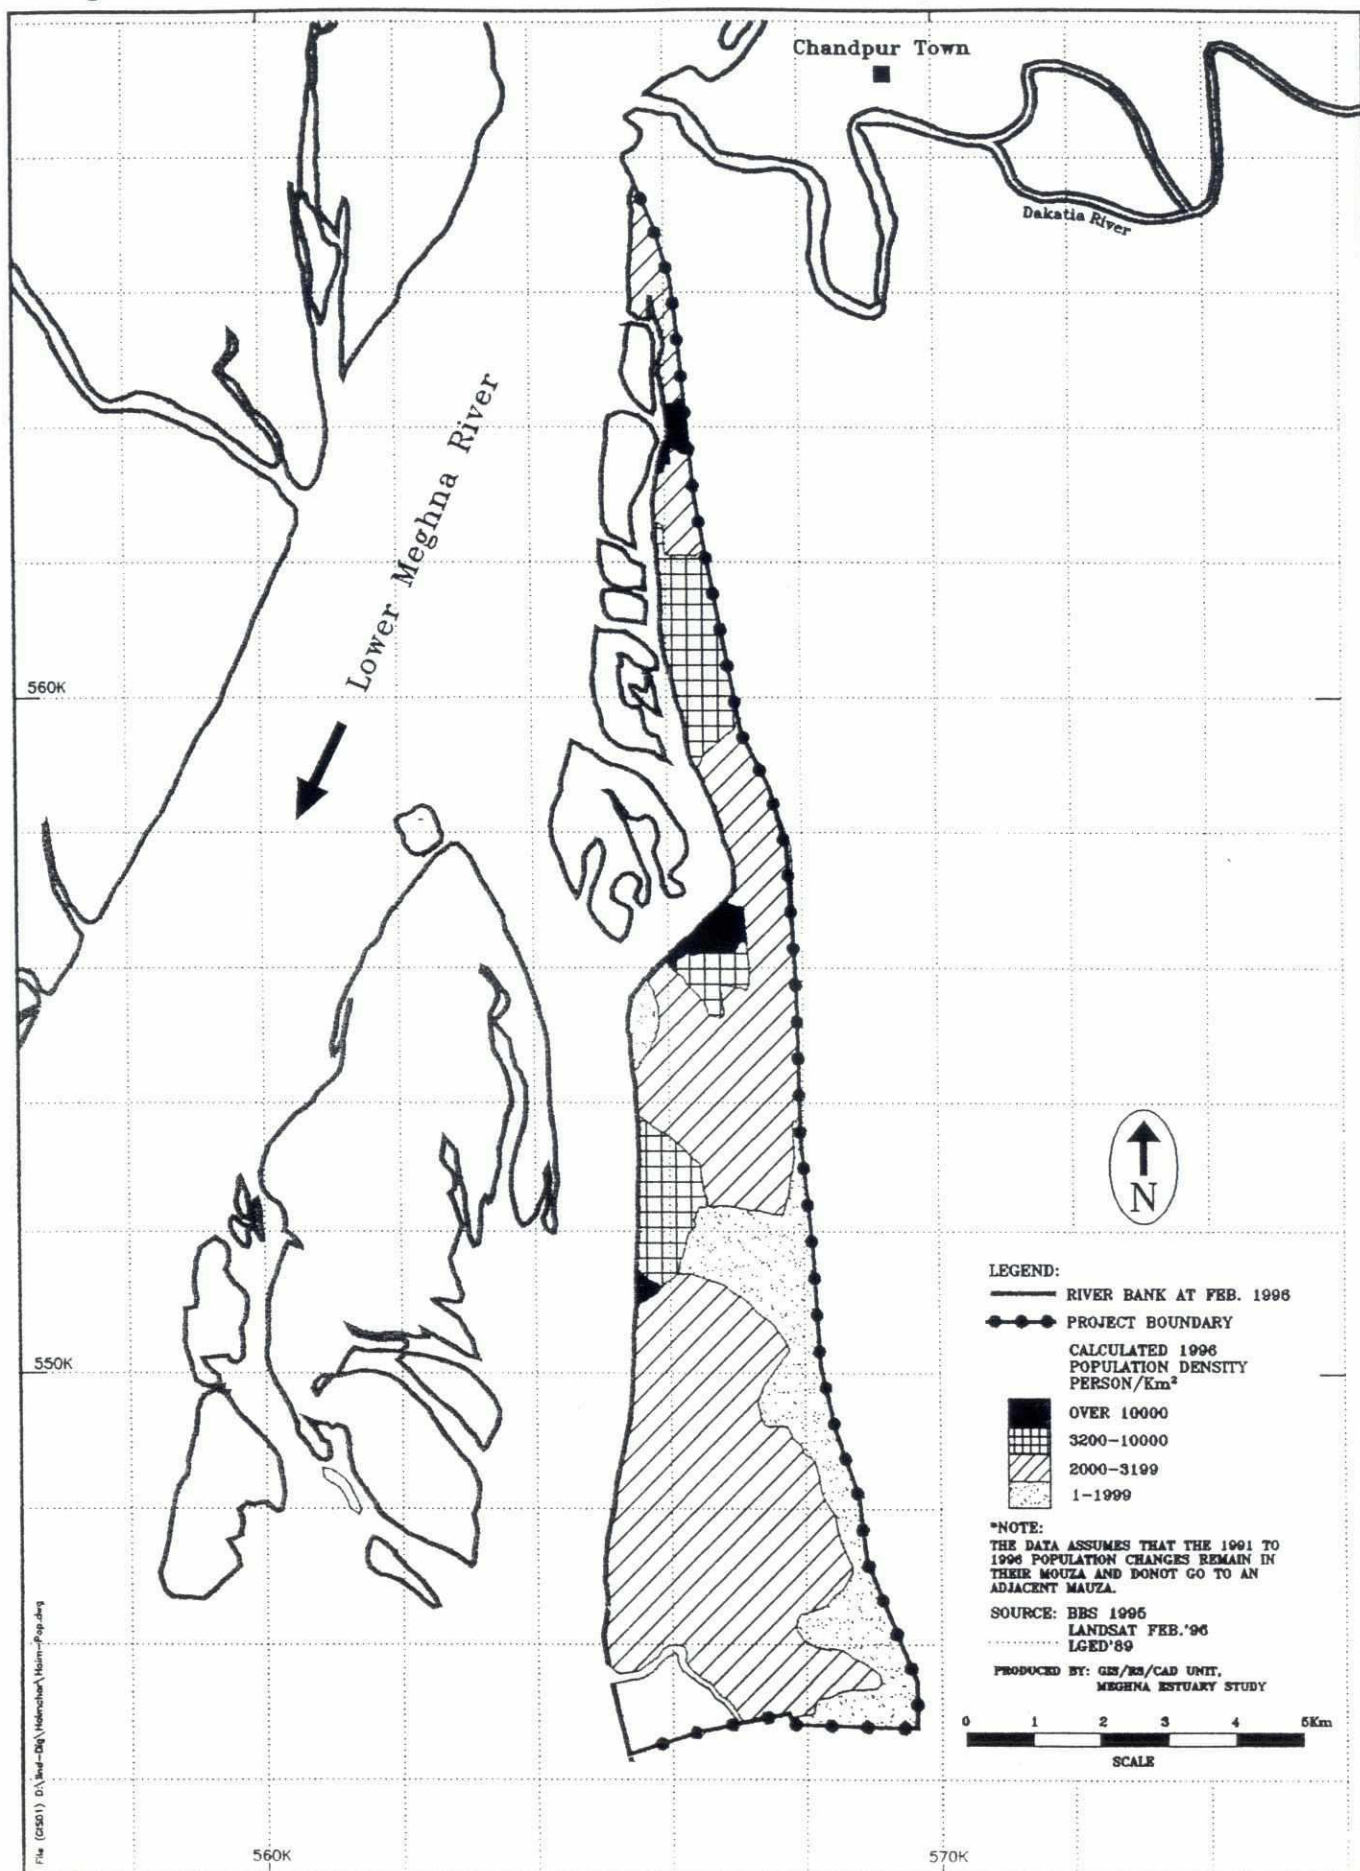 Chandpur Town
Dakatia River
Lower Meghna River
560K
550K
N
LEGEND:
RIVER BANK AT FEB. 1996
PROJECT BOUNDARY
CALCULATED 1996
POPULATION DENSITY
PERSON/Km²
OVER 10000
3200-10000
2000-3199
1-1999
*NOTE:
THE DATA ASSUMES THAT THE 1991 TO
1996 POPULATION CHANGES REMAIN IN
THEIR MOUZA AND DONOT GO TO AN
ADJACENT MAUZA.
SOURCE: BBS 1995
LANDSAT FEB.'96
LGED'89
PRODUCED BY: GIS/RS/CAD UNIT,
MEGHNA ESTUARY STUDY
0 1 2 3 4 5Km
SCALE
560K
570K